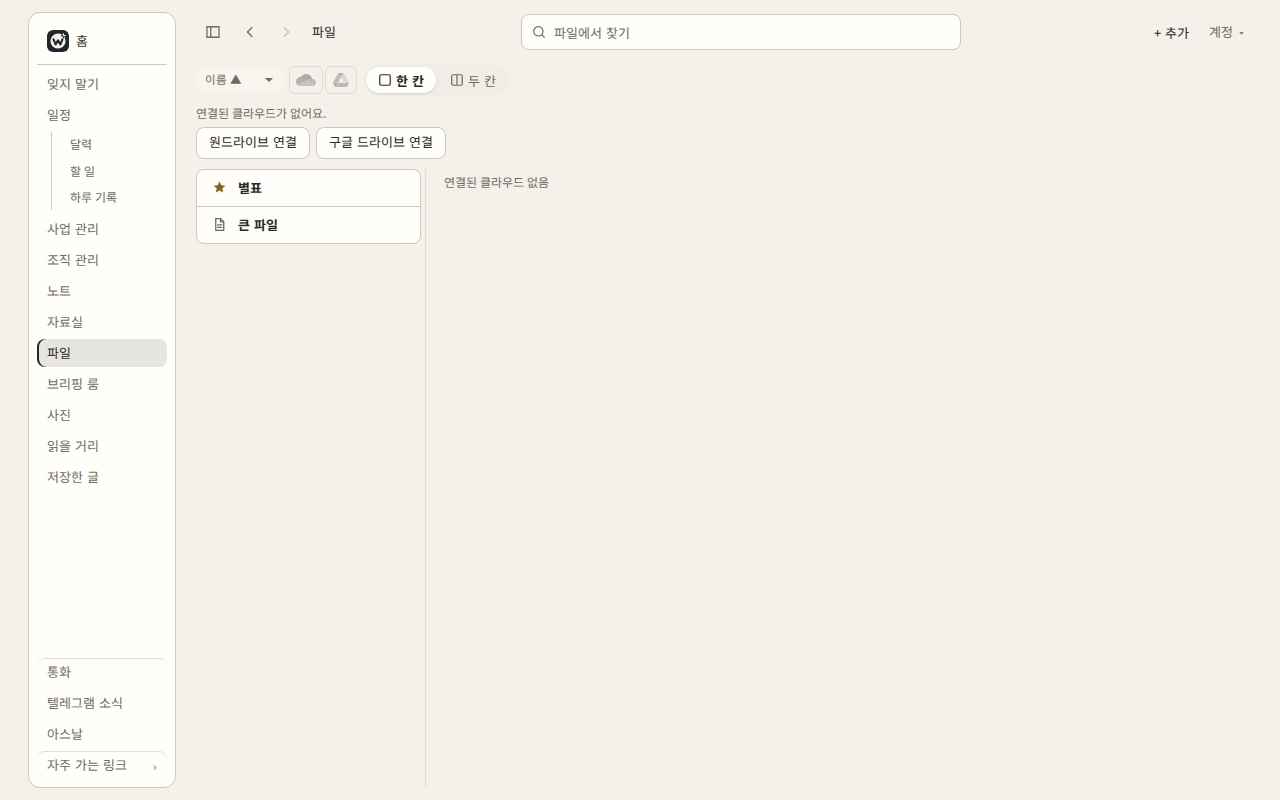 홈
잊지 말기
일정
달력
할 일
하루 기록
사업 관리
조직 관리
노트
자료실
파일
브리핑 룸
사진
읽을 거리
저장한 글
통화
텔레그램 소식
아스날
자주 가는 링크 ›
파일
파일에서 찾기
+ 추가
계정
이름 ▲
한 칸
두 칸
연결된 클라우드가 없어요.
원드라이브 연결
구글 드라이브 연결
별표
큰 파일
연결된 클라우드 없음